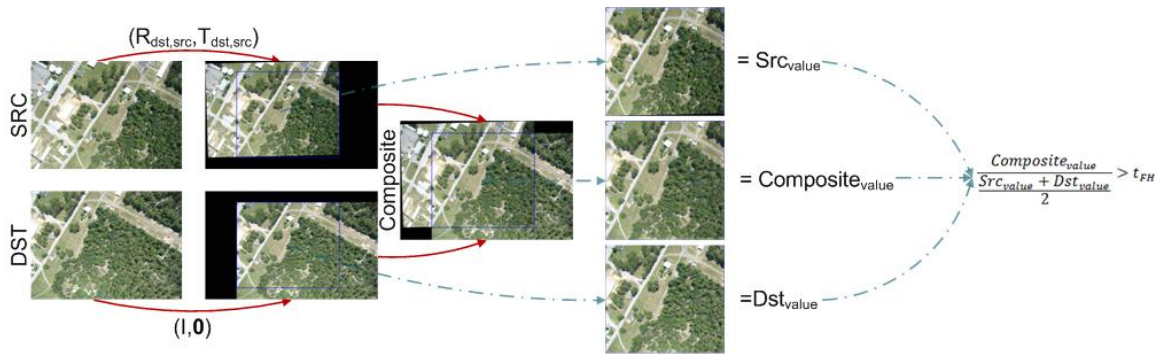 (R_dst,src, T_dst,src)
SRC
DST
(I,0)
Composite
= Src_value
= Composite_value
=Dst_value
Composite_value
Src_value + Dst_value
2
> t_FH